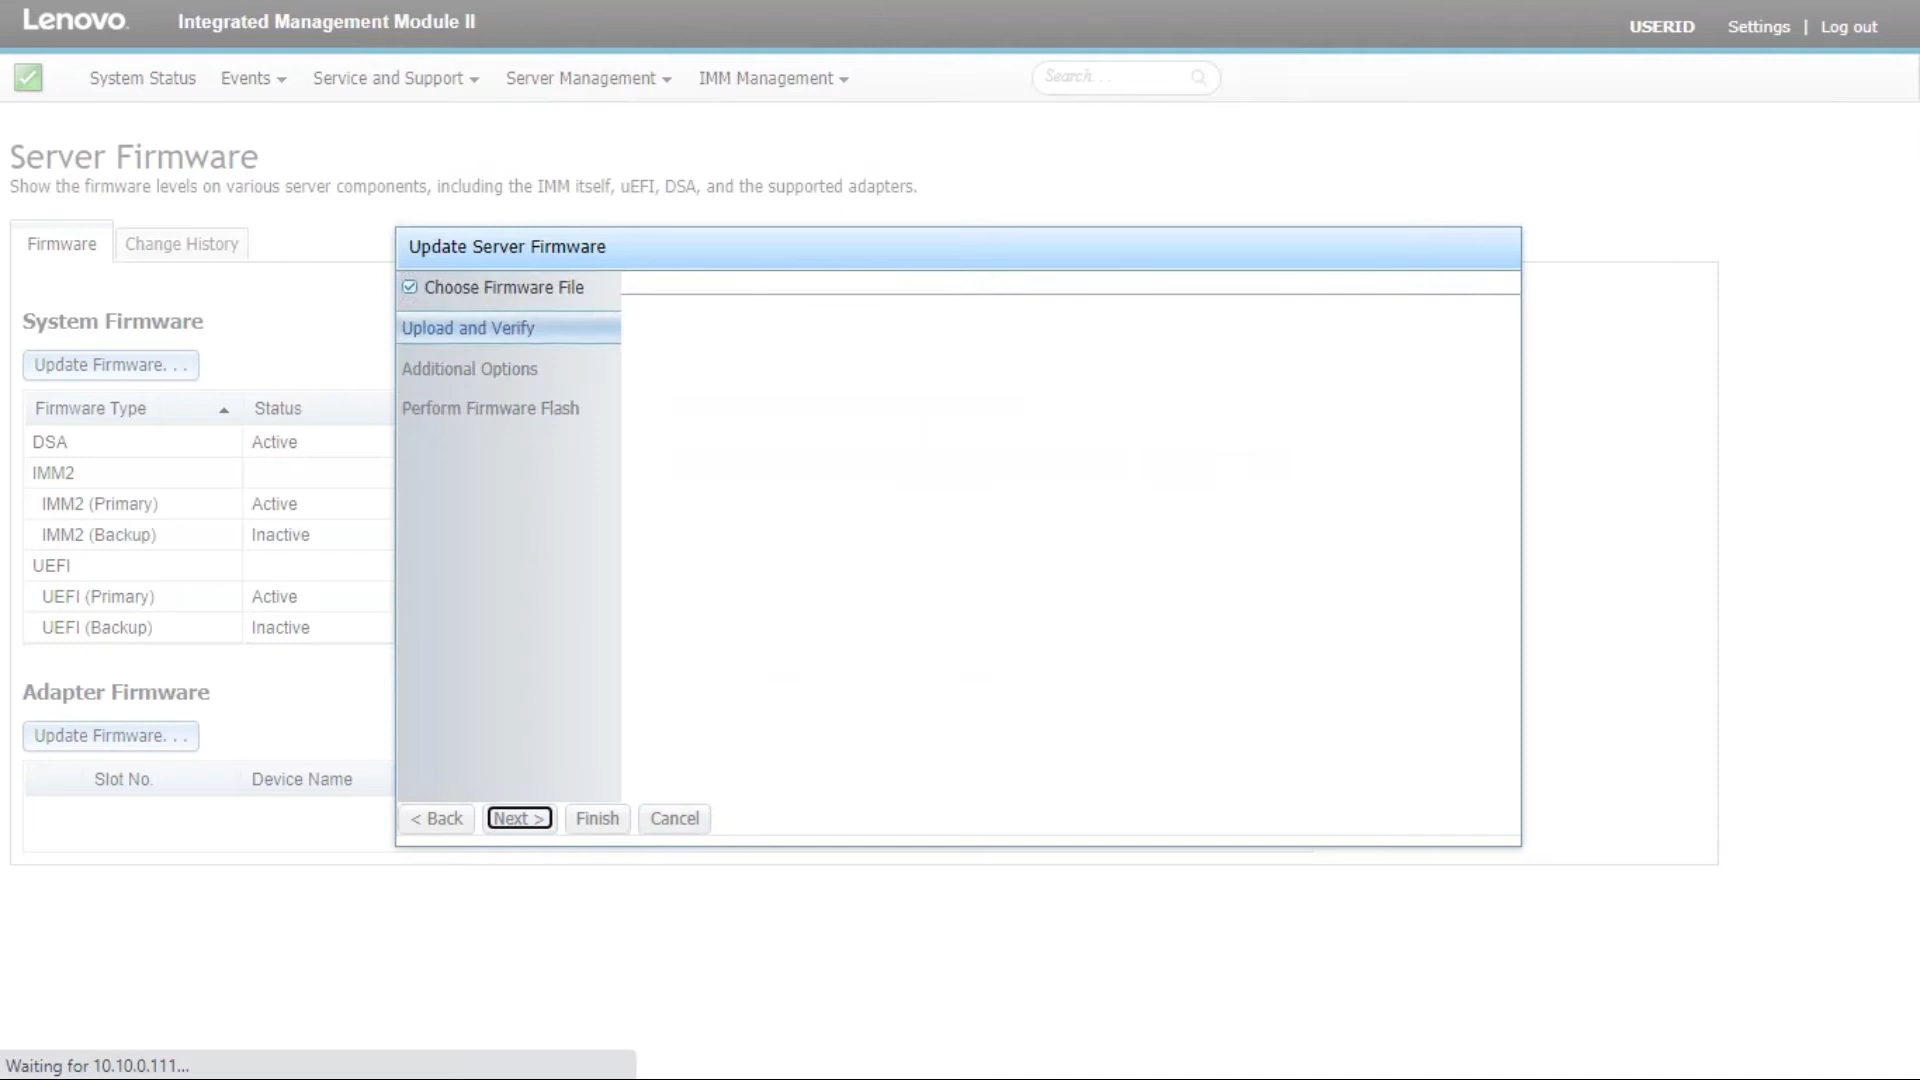 Lenovo. Integrated Management Module II USERID Settings | Log out
System Status Events Service and Support Server Management IMM Management Search. . .
Server Firmware
Show the firmware levels on various server components, including the IMM itself, uEFI, DSA, and the supported adapters.
Firmware Change History
System Firmware
Update Firmware. . .
Firmware Type Status
DSA Active
IMM2
IMM2 (Primary) Active
IMM2 (Backup) Inactive
UEFI
UEFI (Primary) Active
UEFI (Backup) Inactive
Adapter Firmware
Update Firmware. . .
Slot No. Device Name
Update Server Firmware
Choose Firmware File
Upload and Verify
Additional Options
Perform Firmware Flash
< Back Next > Finish Cancel
Waiting for 10.10.0.111...